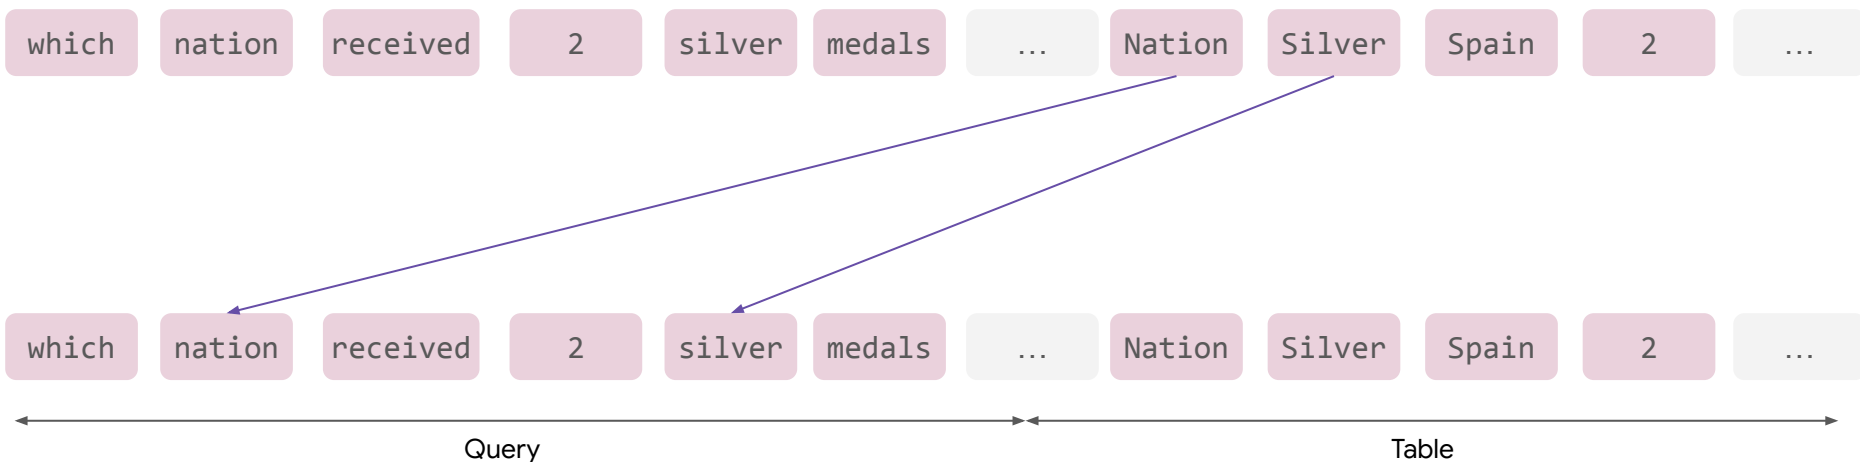 which nation received 2 silver medals ... Nation Silver Spain 2 ...
which nation received 2 silver medals ... Nation Silver Spain 2 ...
Query Table